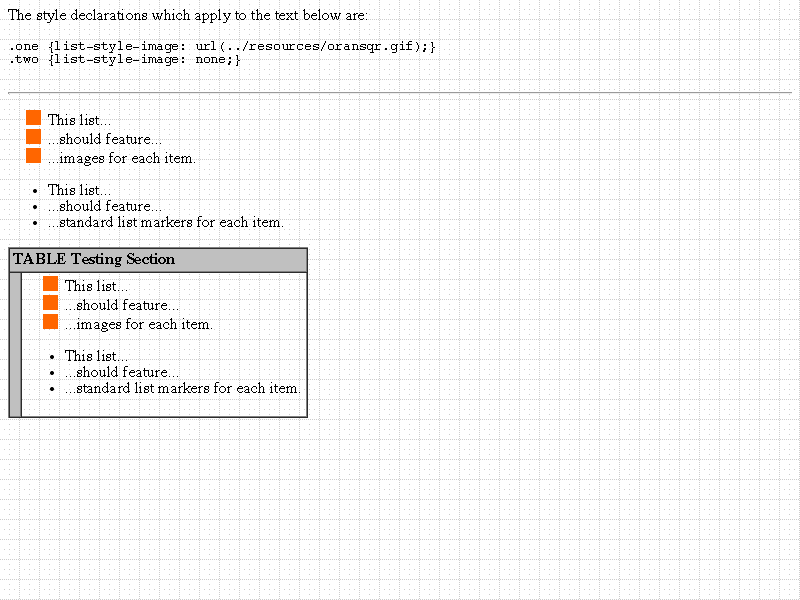 The style declarations which apply to the text below are:
.one {list-style-image: url(../resources/oransqr.gif);}
.two {list-style-image: none;}
This list...
...should feature...
...images for each item.
This list...
...should feature...
...standard list markers for each item.
TABLE Testing Section
This list...
...should feature...
...images for each item.
This list...
...should feature...
...standard list markers for each item.